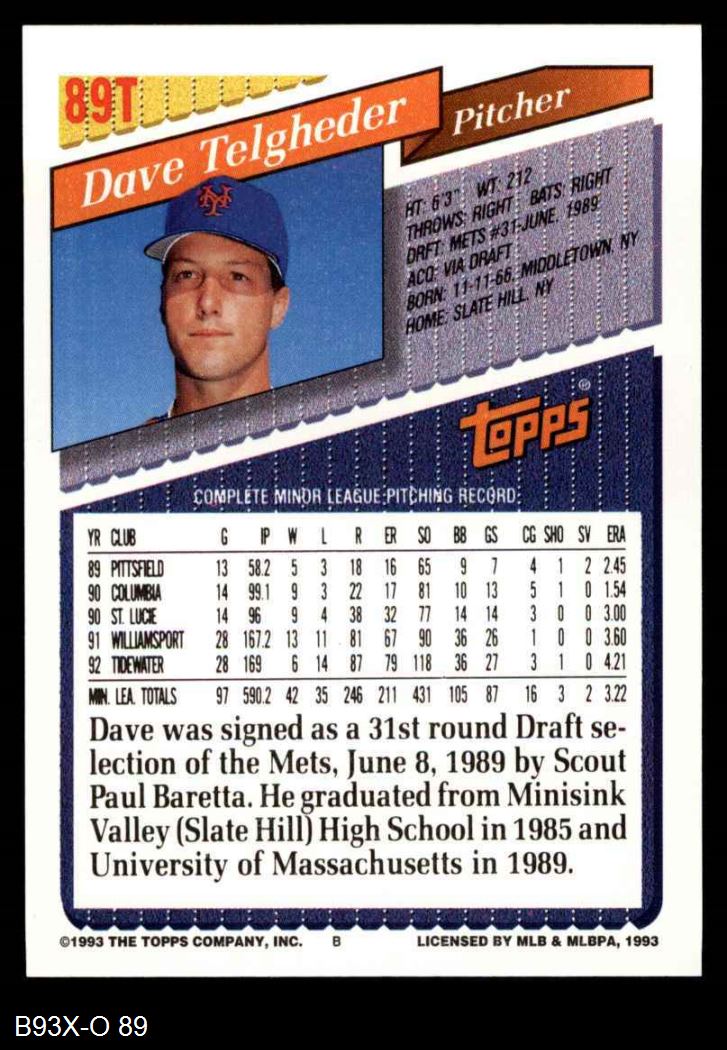 89T
Dave Telgheder
Pitcher
NY
HT: 6'3" WT: 212
THROWS: RIGHT BATS: RIGHT
DRFT: METS #31-JUNE, 1989
ACQ: VIA DRAFT
BORN: 11-11-66, MIDDLETOWN, NY
HOME: SLATE HILL, NY
TOPPS®
COMPLETE MINOR LEAGUE PITCHING RECORD
YR CLUB G IP W L R ER SO BB GS CG SHO SV ERA
89 PITTSFIELD 13 58.2 5 3 18 16 65 9 7 4 1 2 2.45
90 COLUMBIA 14 99.1 9 3 22 17 81 10 13 5 1 0 1.54
90 ST. LUCIE 14 96 9 4 38 32 77 14 14 3 0 0 3.00
91 WILLIAMSPORT 28 167.2 13 11 81 67 90 36 26 1 0 0 3.60
92 TIDEWATER 28 169 6 14 87 79 118 36 27 3 1 0 4.21
MIN. LEA. TOTALS 97 590.2 42 35 246 211 431 105 87 16 3 2 3.22
Dave was signed as a 31st round Draft se-
lection of the Mets, June 8, 1989 by Scout
Paul Baretta. He graduated from Minisink
Valley (Slate Hill) High School in 1985 and
University of Massachusetts in 1989.
©1993 THE TOPPS COMPANY, INC. B LICENSED BY MLB & MLBPA, 1993
B93X-O 89